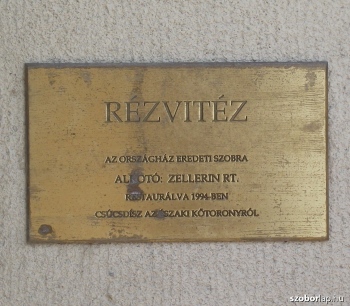 RÉZVITÉZ
AZ ORSZÁGHÁZ EREDETI SZOBRA
ALKOTÓ: ZELLERIN RT.
RESTAURÁLVA 1994-BEN
CSÚCSDÍSZ AZ ÉSZAKI KŐTORONYRÓL
szoborlap.hu